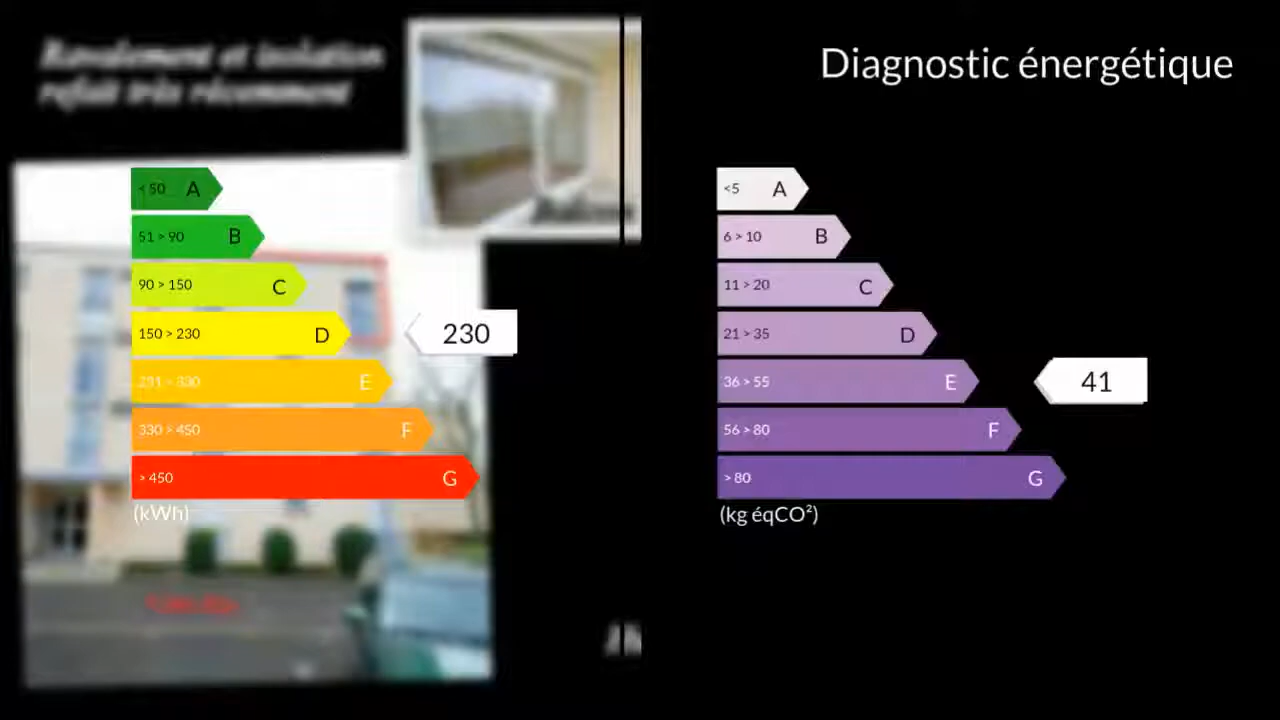 Ravalement et isolation
refait très récemment
Diagnostic énergétique
< 50 A
51 > 90 B
90 > 150 C
150 > 230 D
230
231 > 330 E
330 > 450 F
> 450 G
(kWh)
<5 A
6 > 10 B
11 > 20 C
21 > 35 D
36 > 55 E
41
56 > 80 F
> 80 G
(kg éqCO²)